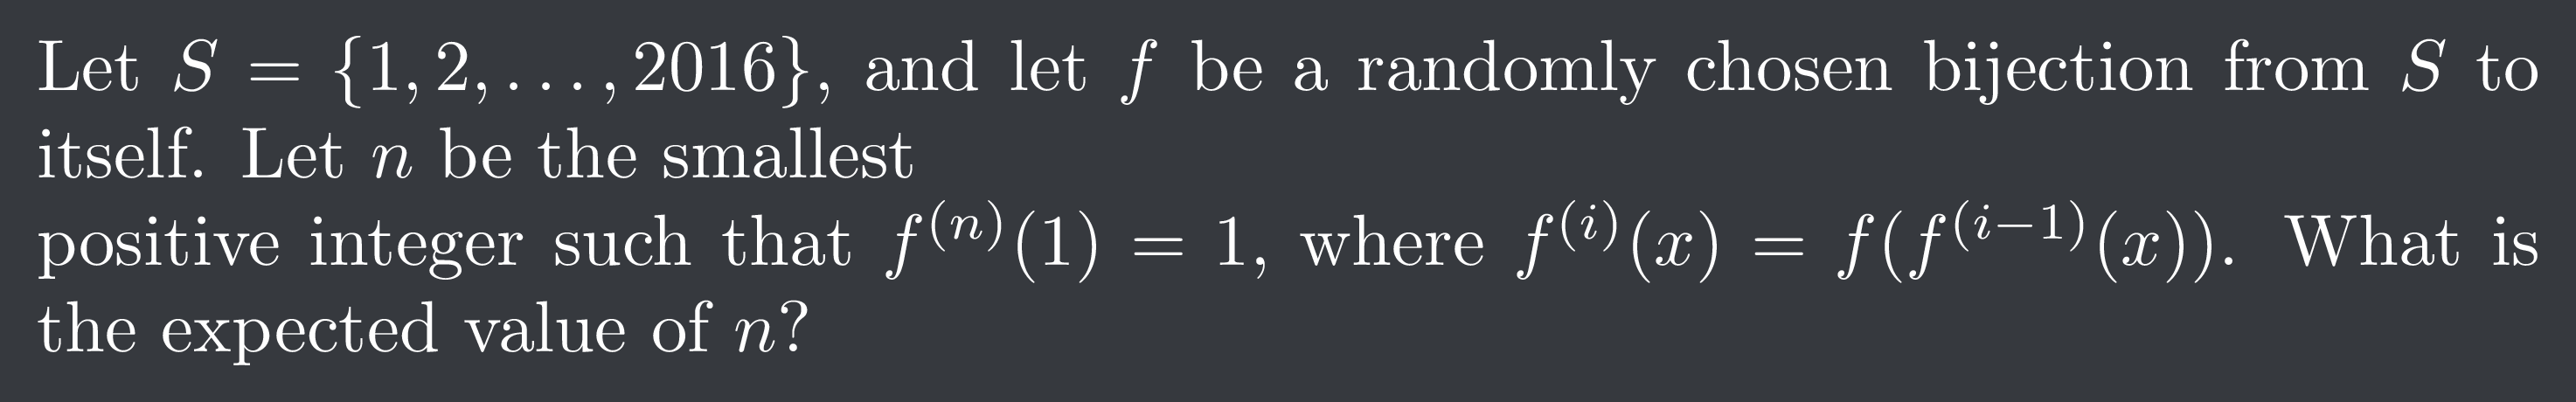 Let S = {1, 2, . . . , 2016}, and let f be a randomly chosen bijection from S to
itself. Let n be the smallest
positive integer such that f^{(n)}(1) = 1, where f^{(i)}(x) = f(f^{(i−1)}(x)). What is
the expected value of n?